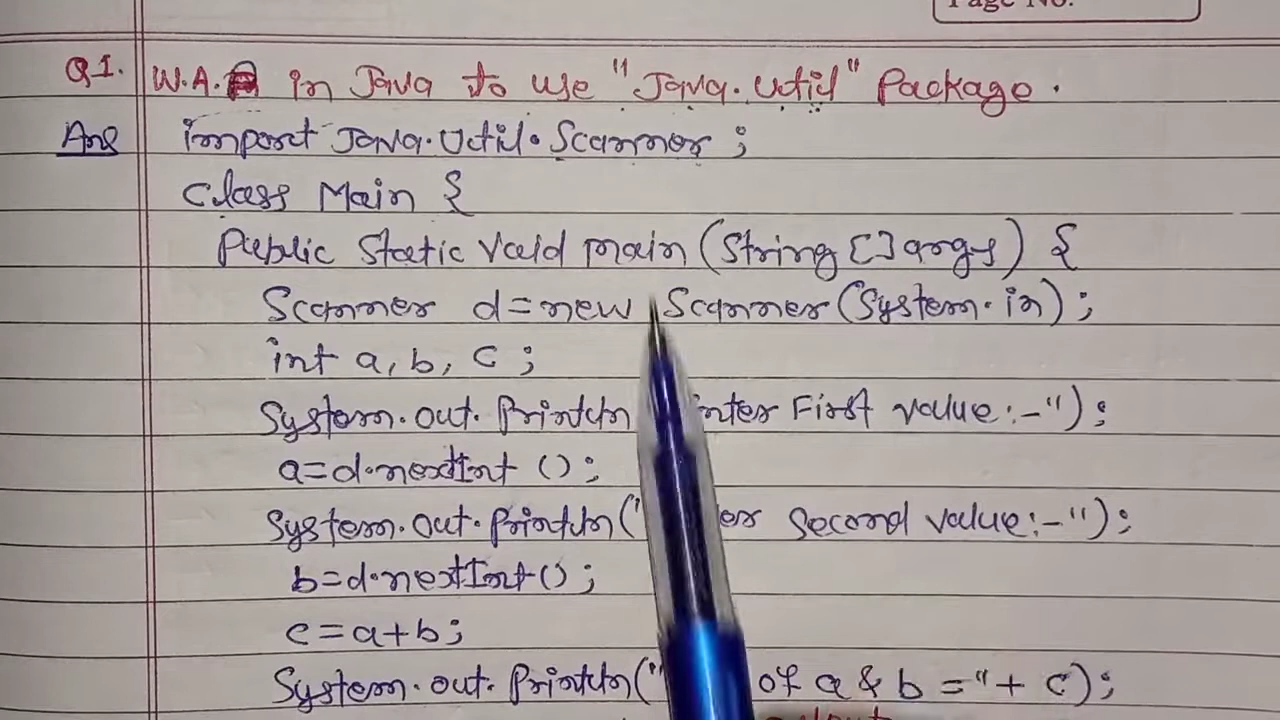 Page No.
Q1. W.A.P in Java to use "Java.Util" Package.
Ans import Java.Util.Scanner;
Class Main {
Public Static Void main (String [] args) {
Scanner d = new Scanner (System.in);
int a, b, c;
System.out.Println nter First value:-");
a=d.nextInt ();
System.out.Println(" er Second value:-");
b=d.nextInt();
c=a+b;
System.out.Println(" of a & b ="+ c);
output